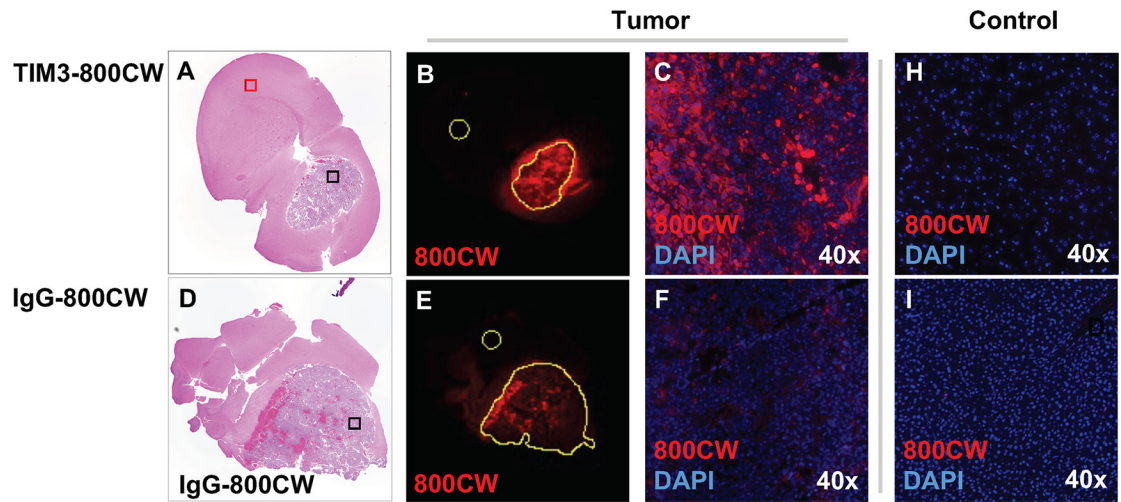 Tumor
Control
TIM3-800CW
A
B
800CW
C
800CW
DAPI
40x
H
800CW
DAPI
40x
IgG-800CW
D
IgG-800CW
E
800CW
F
800CW
DAPI
40x
I
800CW
DAPI
40x